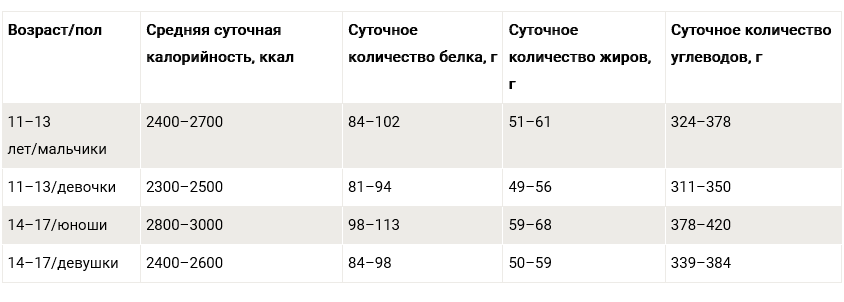 Возраст/пол
Средняя суточная
калорийность, ккал
Суточное
количество белка, г
Суточное
количество жиров,
г
Суточное количество
углеводов, г
11–13
лет/мальчики
2400–2700
84–102
51–61
324–378
11–13/девочки
2300–2500
81–94
49–56
311–350
14–17/юноши
2800–3000
98–113
59–68
378–420
14–17/девушки
2400–2600
84–98
50–59
339–384